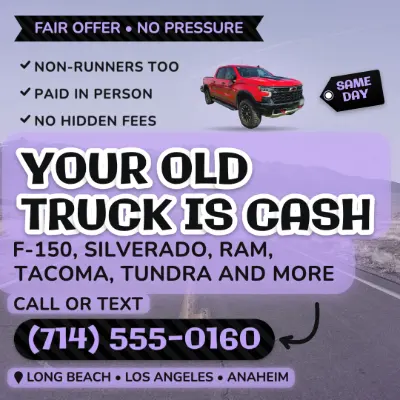 FAIR OFFER • NO PRESSURE
NON-RUNNERS TOO
PAID IN PERSON
NO HIDDEN FEES
SAME
DAY
YOUR OLD
TRUCK IS CASH
F-150, SILVERADO, RAM,
TACOMA, TUNDRA AND MORE
CALL OR TEXT
(714) 555-0160
LONG BEACH • LOS ANGELES • ANAHEIM